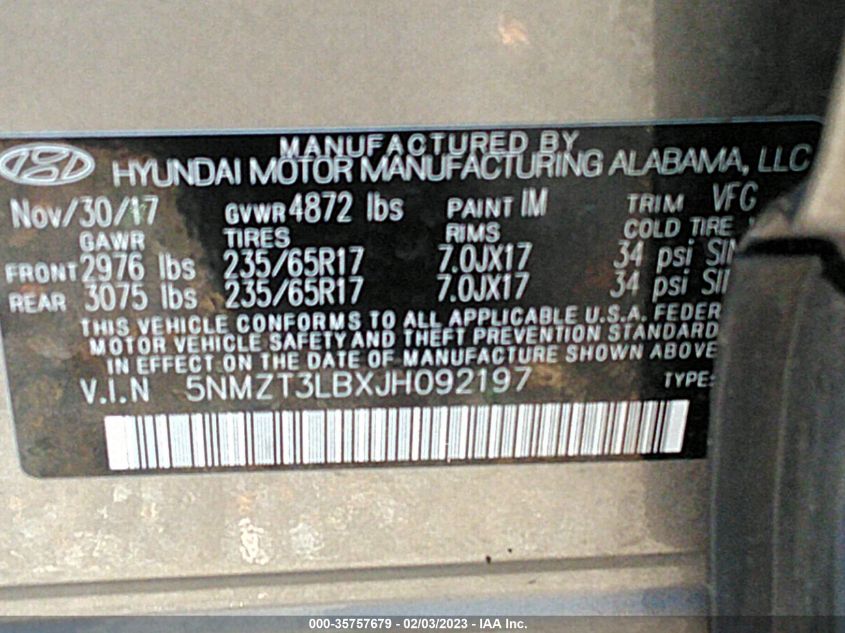 MANUFACTURED BY
HYUNDAI MOTOR MANUFACTURING ALABAMA, LLC
Nov/30/17 GVWR 4872 lbs PAINT IM TRIM VFG
GAWR TIRES RIMS COLD TIRE
FRONT 2976 lbs 235/65R17 7.0JX17 34 psi SIN
REAR 3075 lbs 235/65R17 7.0JX17 34 psi SI
THIS VEHICLE CONFORMS TO ALL APPLICABLE U.S.A. FEDER
MOTOR VEHICLE SAFETY AND THEFT PREVENTION STANDARD
IN EFFECT ON THE DATE OF MANUFACTURE SHOWN ABOVE
V.I.N 5NMZT3LBXJH092197 TYPE:
000-35757679 - 02/03/2023 - IAA Inc.